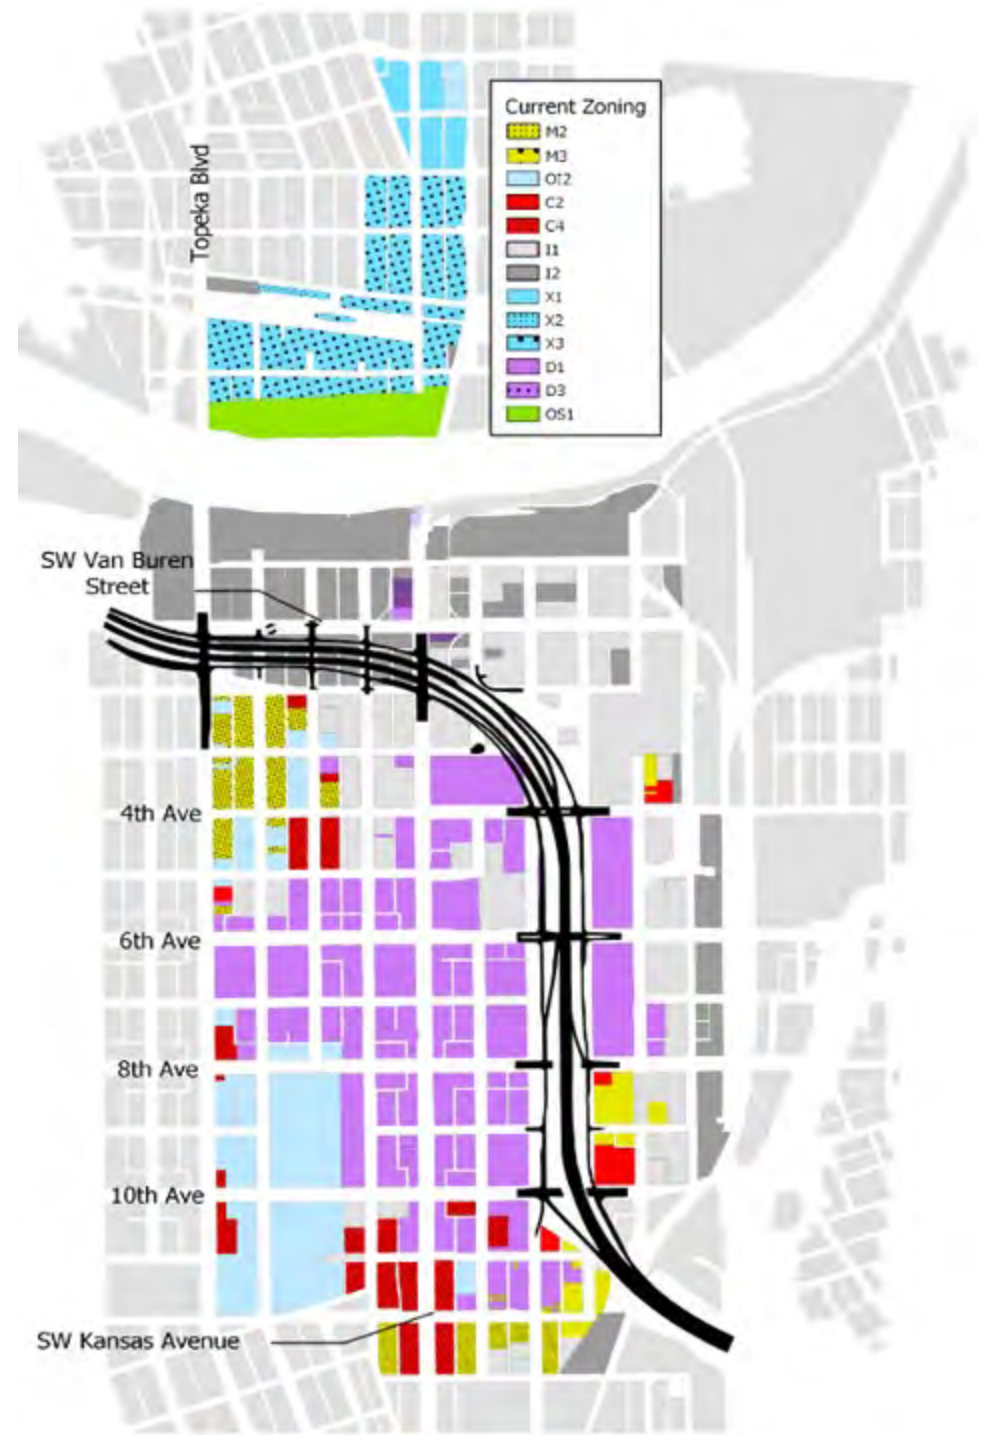 Current Zoning
M2
M3
OI2
C2
C4
I1
I2
X1
X2
X3
D1
D3
OS1
Topeka Blvd
SW Van Buren
Street
4th Ave
6th Ave
8th Ave
10th Ave
SW Kansas Avenue